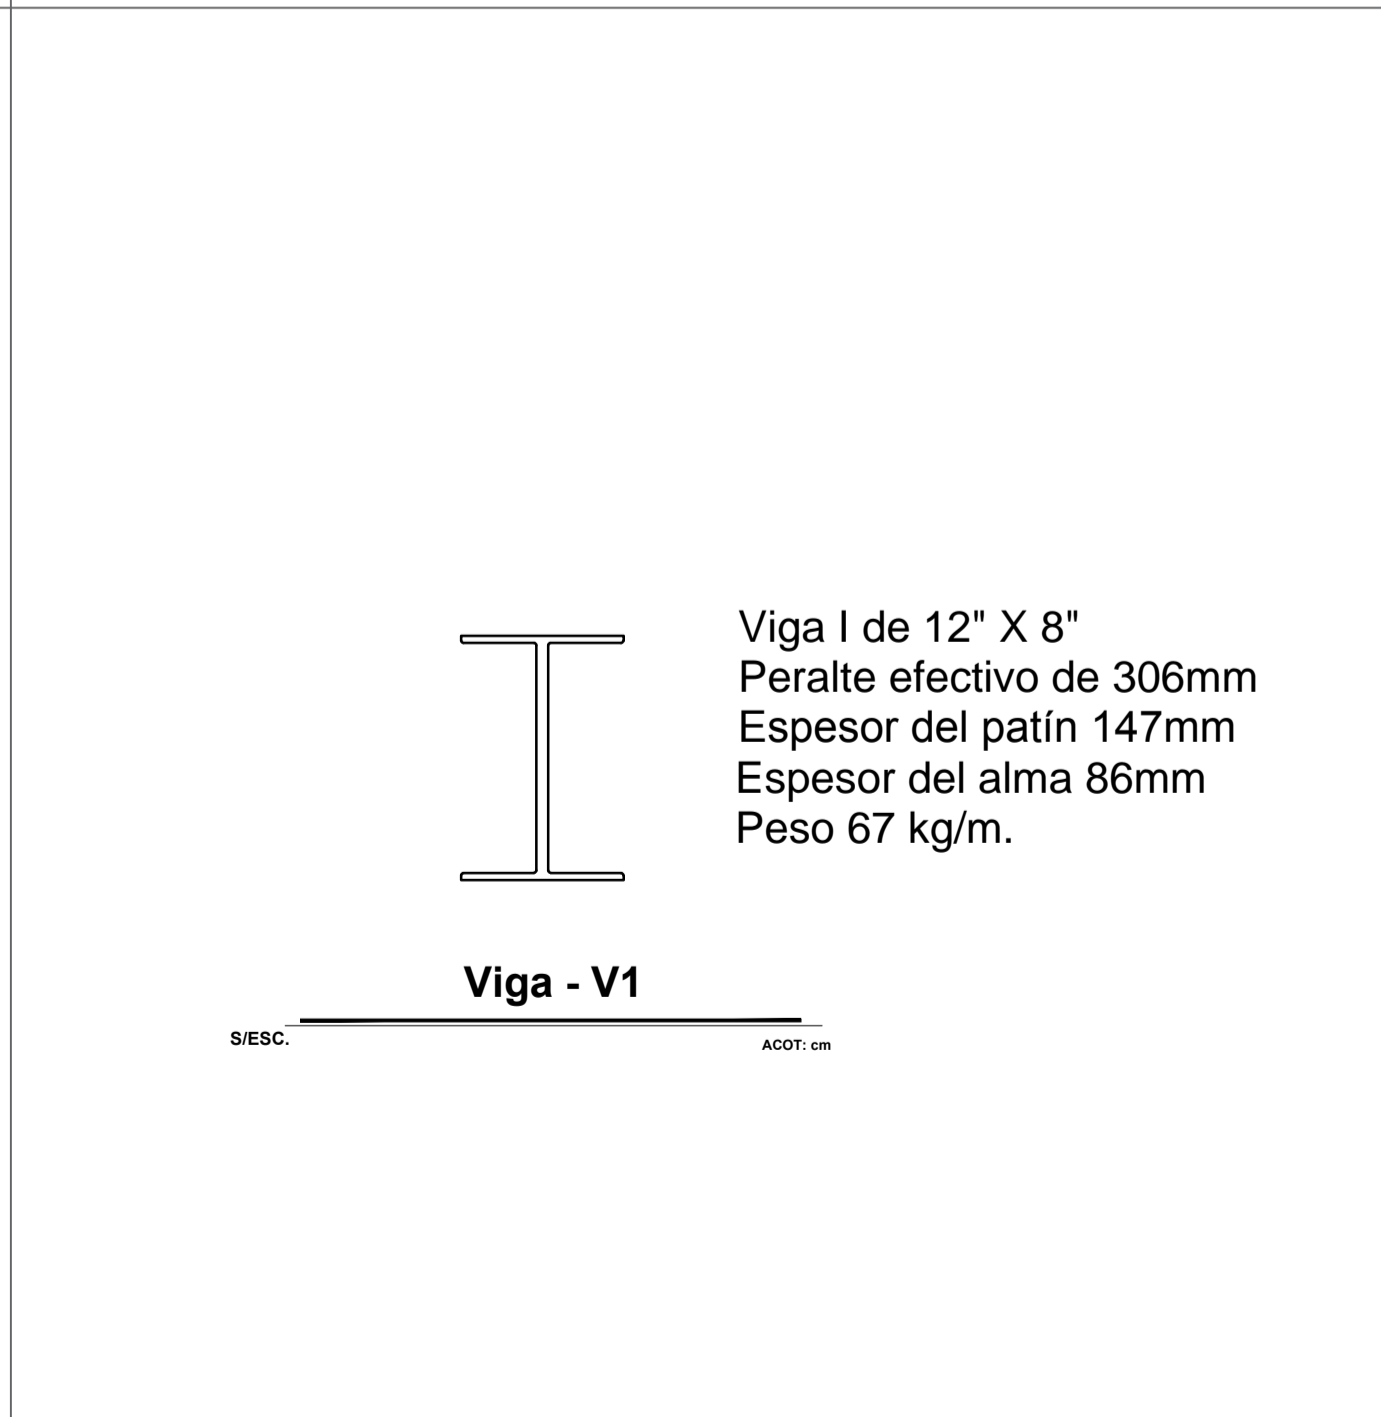 Viga I de 12" X 8"
Peralte efectivo de 306mm
Espesor del patín 147mm
Espesor del alma 86mm
Peso 67 kg/m.
Viga - V1
S/ESC.
ACOT: cm